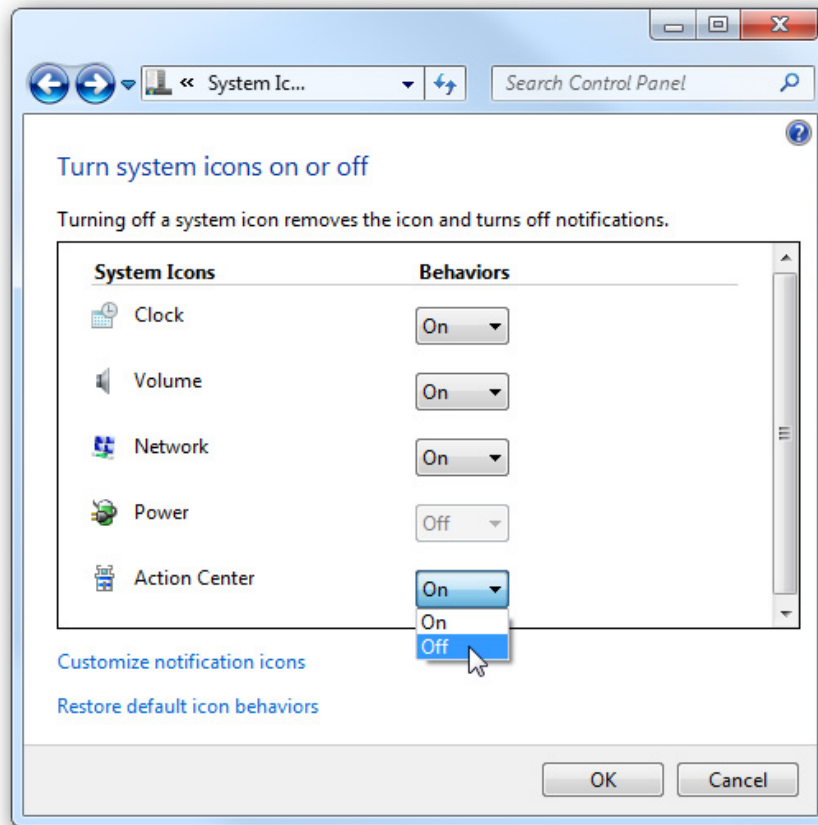 « System Ic...
Search Control Panel
Turn system icons on or off
Turning off a system icon removes the icon and turns off notifications.
System Icons Behaviors
Clock On
Volume On
Network On
Power Off
Action Center On
On
Off
Customize notification icons
Restore default icon behaviors
OK Cancel